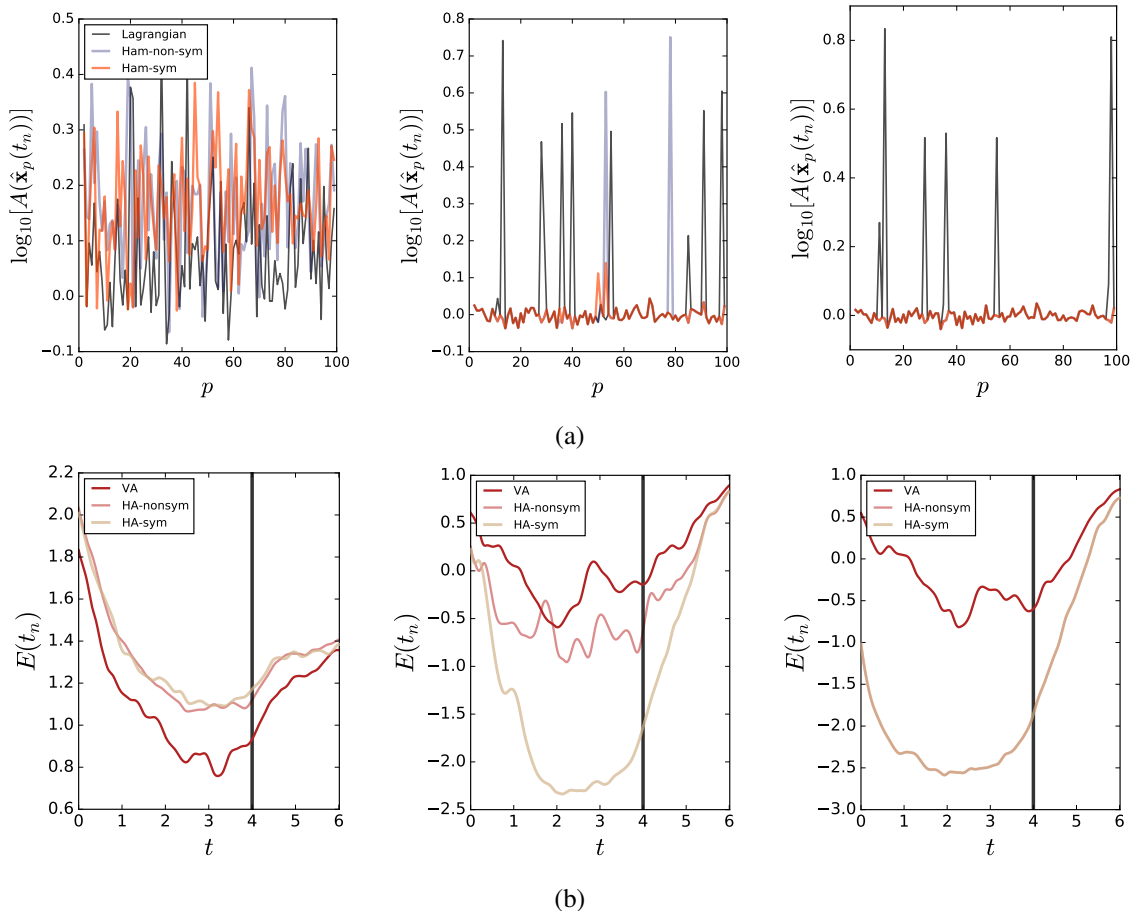 log₁₀[A(x̂ₚ(tₙ))]
0.5
0.4
0.3
0.2
0.1
0.0
−0.1
Lagrangian
Ham-non-sym
Ham-sym
0 20 40 60 80 100
p
log₁₀[A(x̂ₚ(tₙ))]
0.8
0.7
0.6
0.5
0.4
0.3
0.2
0.1
0.0
−0.1
0 20 40 60 80 100
p
log₁₀[A(x̂ₚ(tₙ))]
0.8
0.6
0.4
0.2
0.0
0 20 40 60 80 100
p
(a)
E(tₙ)
2.2
2.0
1.8
1.6
1.4
1.2
1.0
0.8
0.6
VA
HA-nonsym
HA-sym
0 1 2 3 4 5 6
t
E(tₙ)
1.0
0.5
0.0
−0.5
−1.0
−1.5
−2.0
−2.5
VA
HA-nonsym
HA-sym
0 1 2 3 4 5 6
t
E(tₙ)
1.0
0.5
0.0
−0.5
−1.0
−1.5
−2.0
−2.5
−3.0
VA
HA-nonsym
HA-sym
0 1 2 3 4 5 6
t
(b)